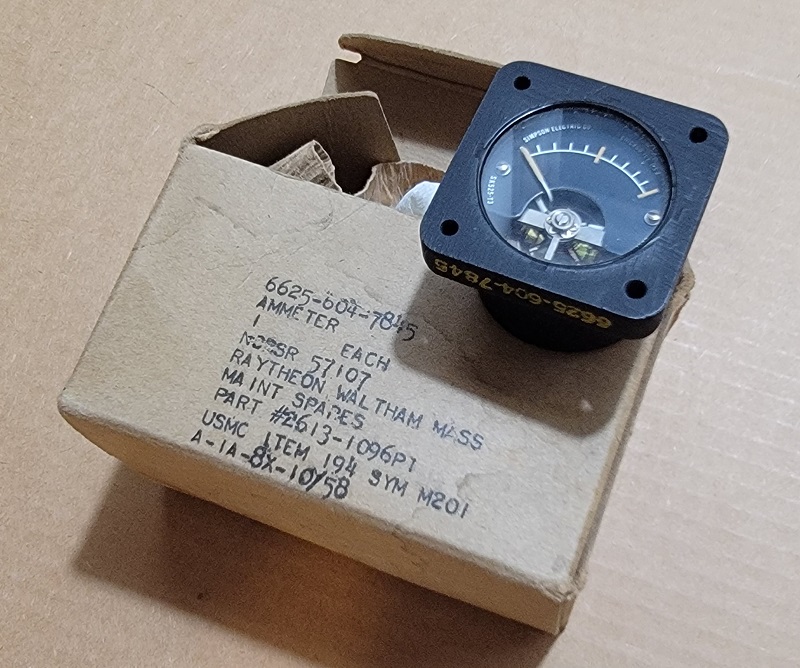 SIMPSON ELECTRIC CO
6625-604-7845
6625-604-7845
AMMETER
1 EACH
57107
RAYTHEON WALTHAM MASS
MAINT SPARES
PART #2613-1096P1
USMC ITEM 194 SYM M201
A-1A-8X-10/58